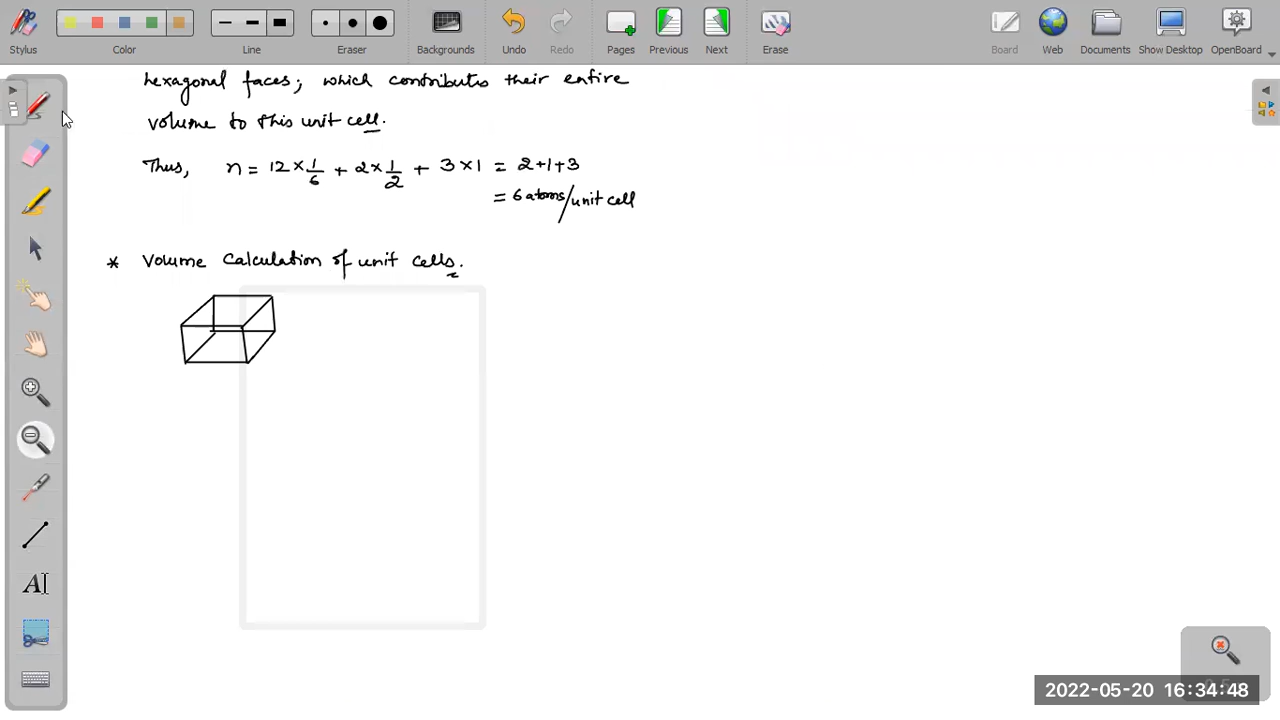 Stylus
Color
Line
Eraser
Backgrounds
Undo
Redo
Pages
Previous
Next
Erase
Board
Web
Documents
Show Desktop
OpenBoard
hexagonal faces; which contributes their entire
volume to this unit cell.
Thus, n = 12 × 1/6 + 2 × 1/2 + 3 × 1 = 2+1+3
= 6 atoms/unit cell
* Volume Calculation of unit cells.
AI
2022-05-20 16:34:48